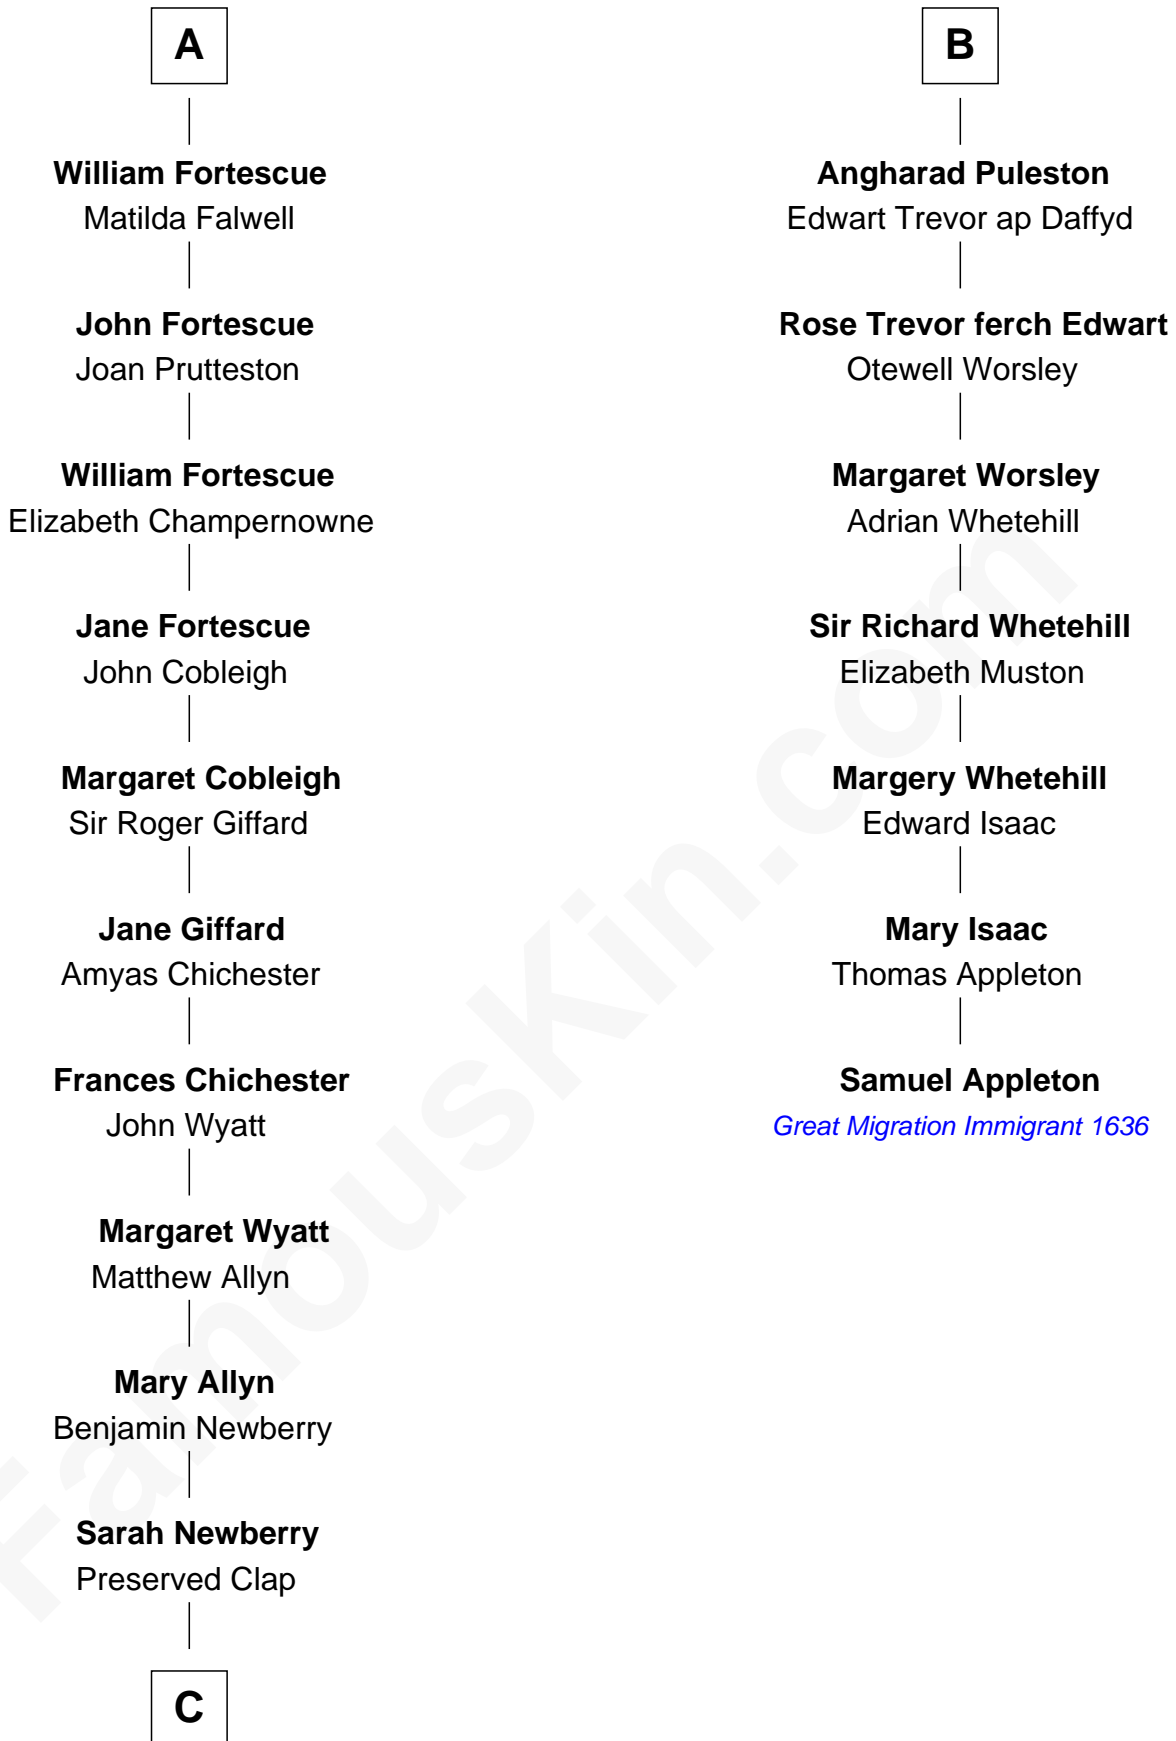 A
William Fortescue
Matilda Falwell
John Fortescue
Joan Prutteston
William Fortescue
Elizabeth Champernowne
Jane Fortescue
John Cobleigh
Margaret Cobleigh
Sir Roger Giffard
Jane Giffard
Amyas Chichester
Frances Chichester
John Wyatt
Margaret Wyatt
Matthew Allyn
Mary Allyn
Benjamin Newberry
Sarah Newberry
Preserved Clap
C
B
Angharad Puleston
Edwart Trevor ap Daffyd
Rose Trevor ferch Edwart
Otewell Worsley
Margaret Worsley
Adrian Whetehill
Sir Richard Whetehill
Elizabeth Muston
Margery Whetehill
Edward Isaac
Mary Isaac
Thomas Appleton
Samuel Appleton
Great Migration Immigrant 1636
FamousKin.com